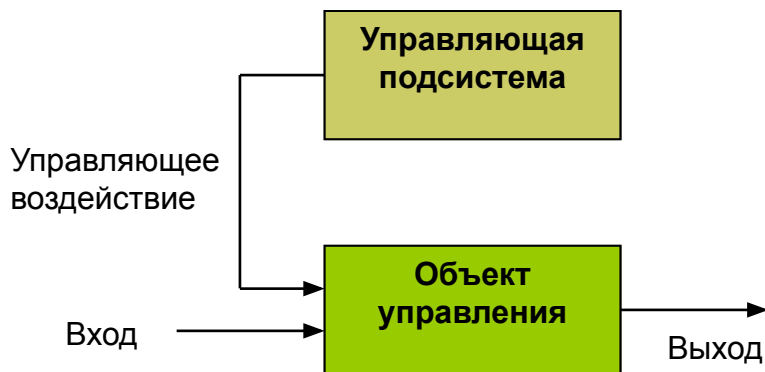 Управляющая
подсистема
Управляющее
воздействие
Объект
управления
Вход
Выход